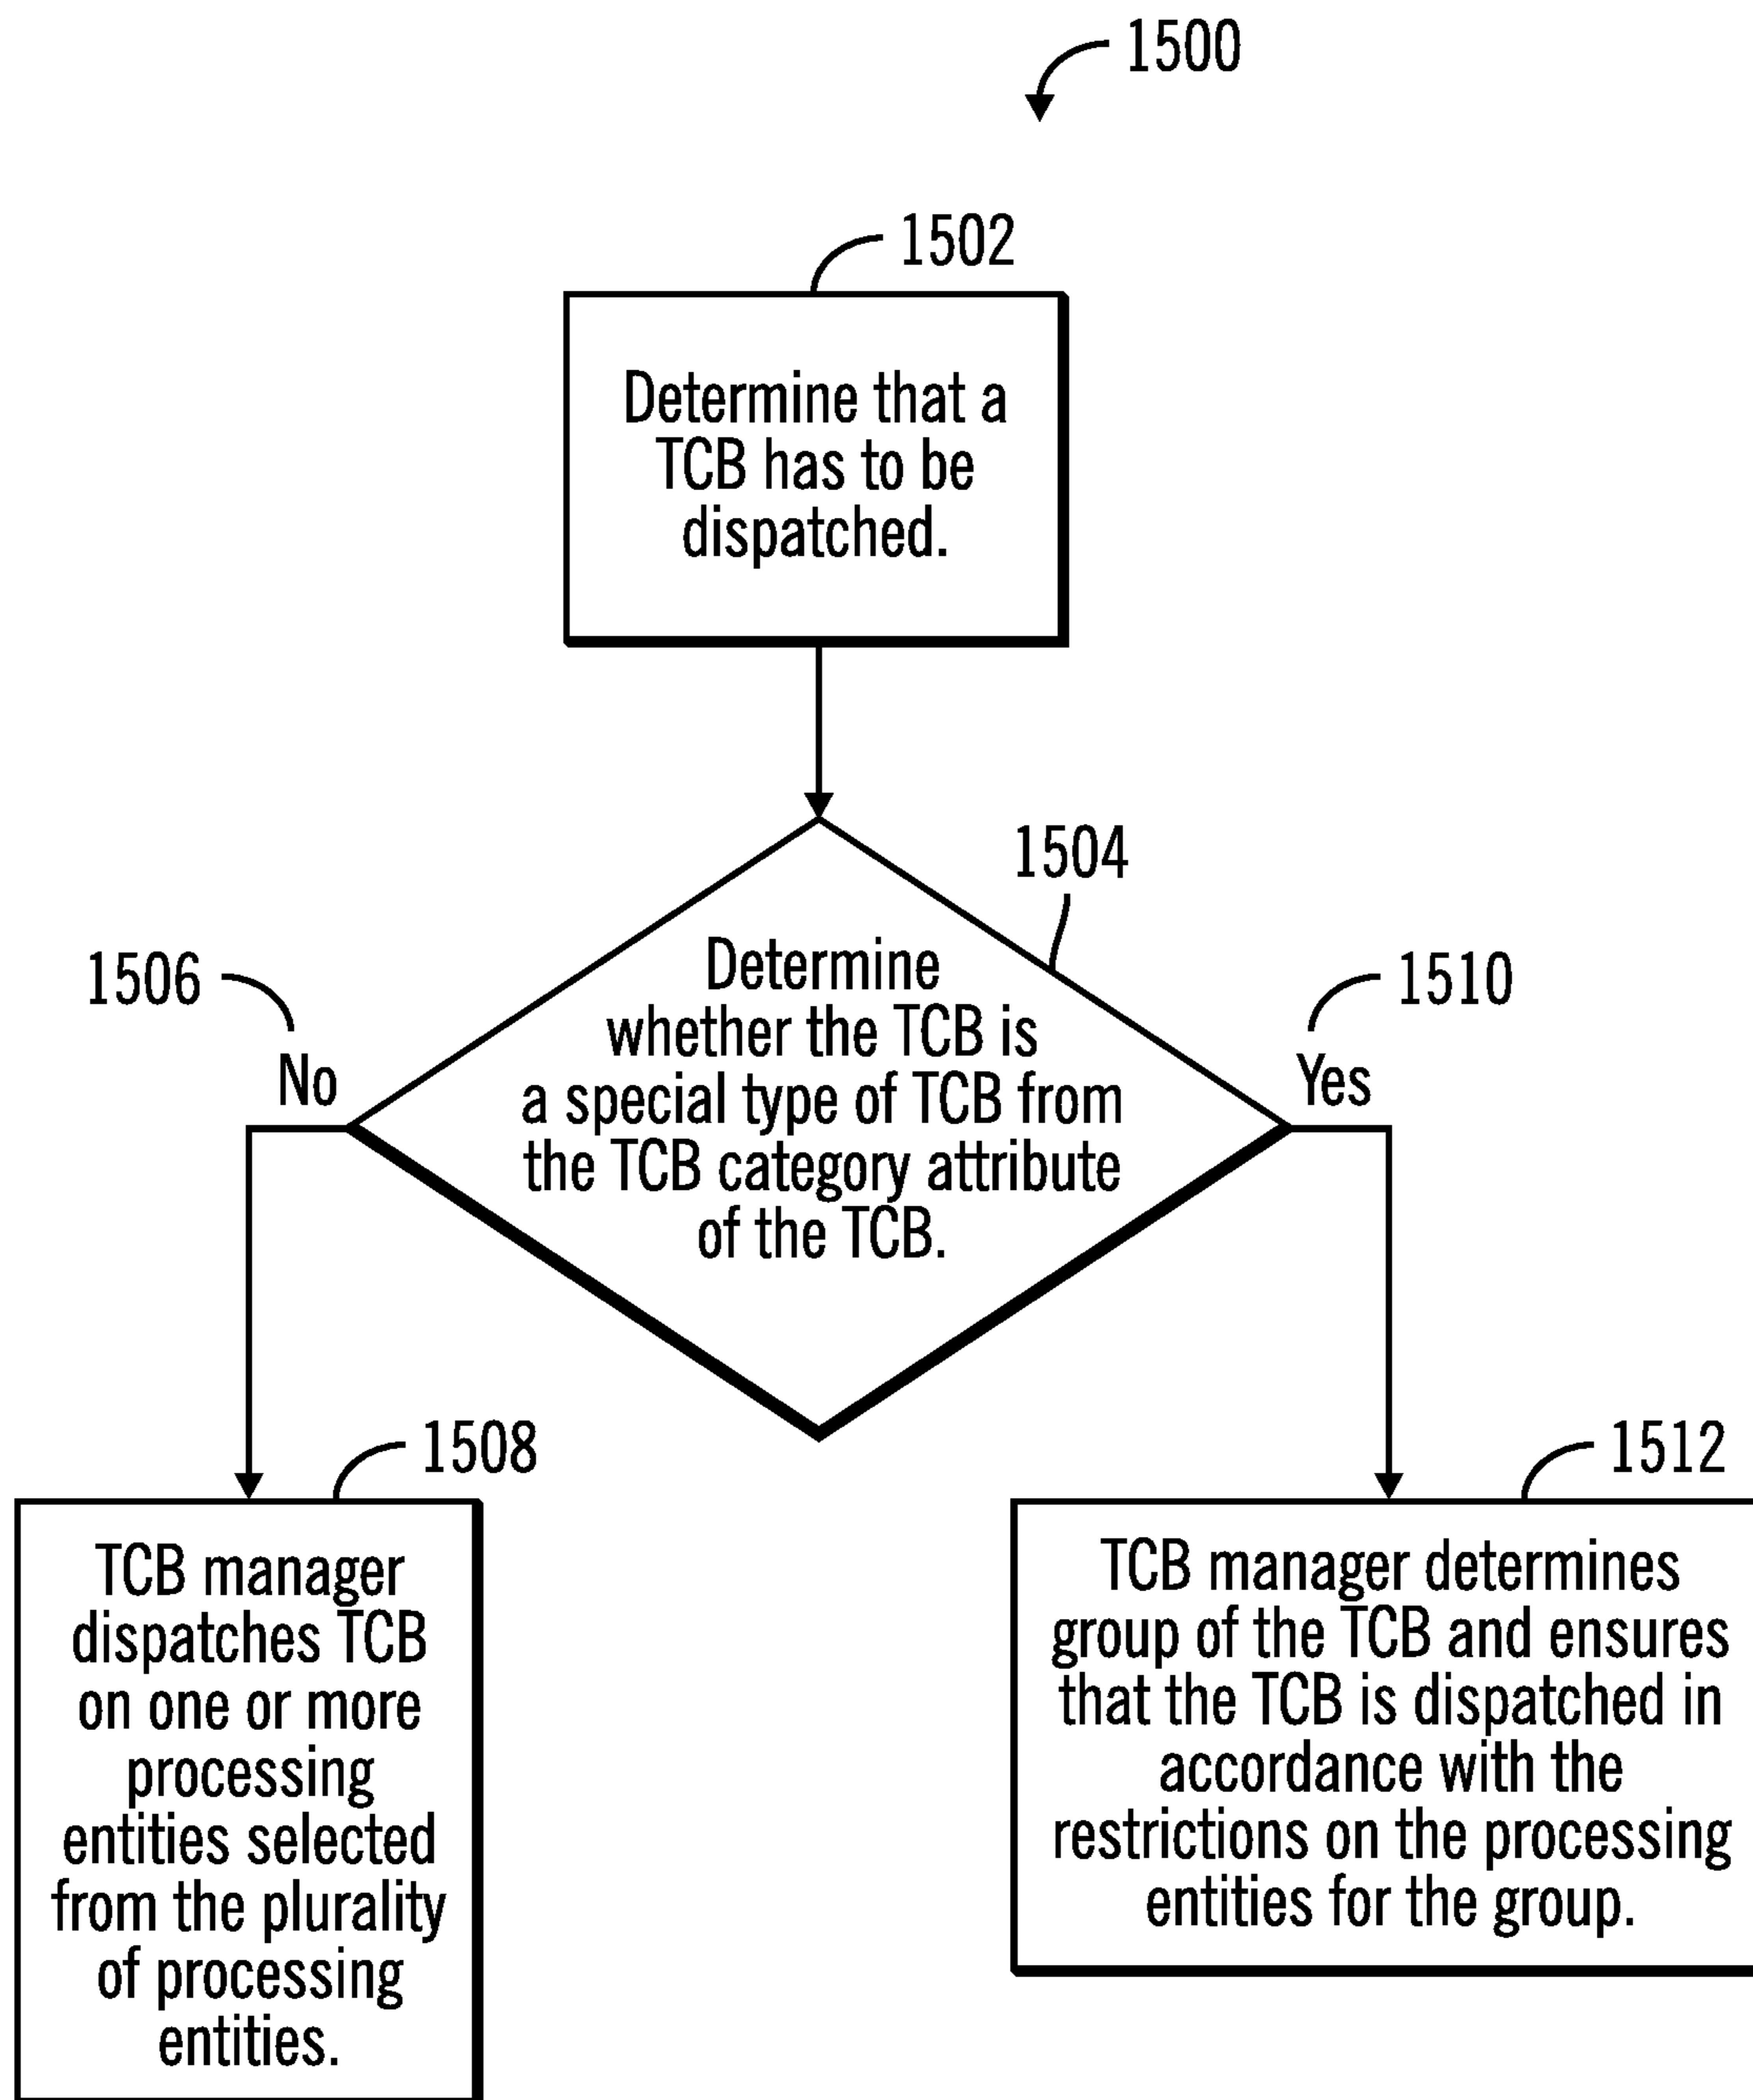 1500
1502
Determine that a
TCB has to be
dispatched.
1504
Determine
whether the TCB is
a special type of TCB from
the TCB category attribute
of the TCB.
1506
No
1510
Yes
1508
TCB manager
dispatches TCB
on one or more
processing
entities selected
from the plurality
of processing
entities.
1512
TCB manager determines
group of the TCB and ensures
that the TCB is dispatched in
accordance with the
restrictions on the processing
entities for the group.